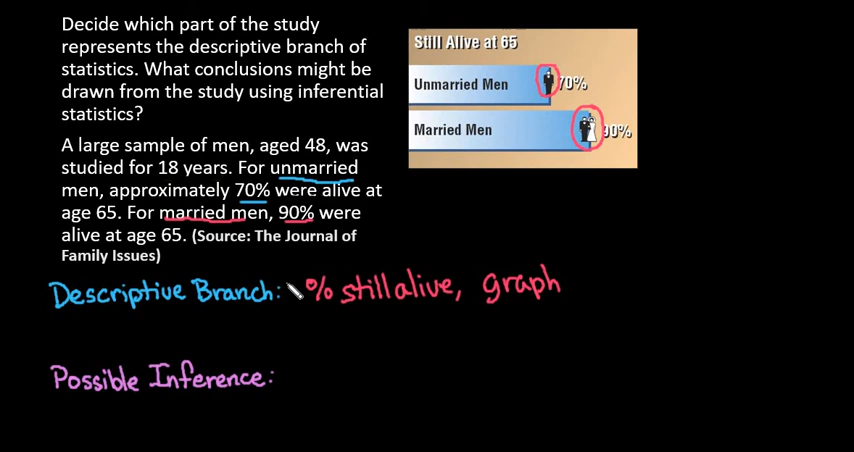 Decide which part of the study
represents the descriptive branch of
statistics. What conclusions might be
drawn from the study using inferential
statistics?
A large sample of men, aged 48, was
studied for 18 years. For unmarried
men, approximately 70% were alive at
age 65. For married men, 90% were
alive at age 65. (Source: The Journal of
Family Issues)
Still Alive at 65
Unmarried Men 70%
Married Men 90%
Descriptive Branch: % still alive, graph
Possible Inference: